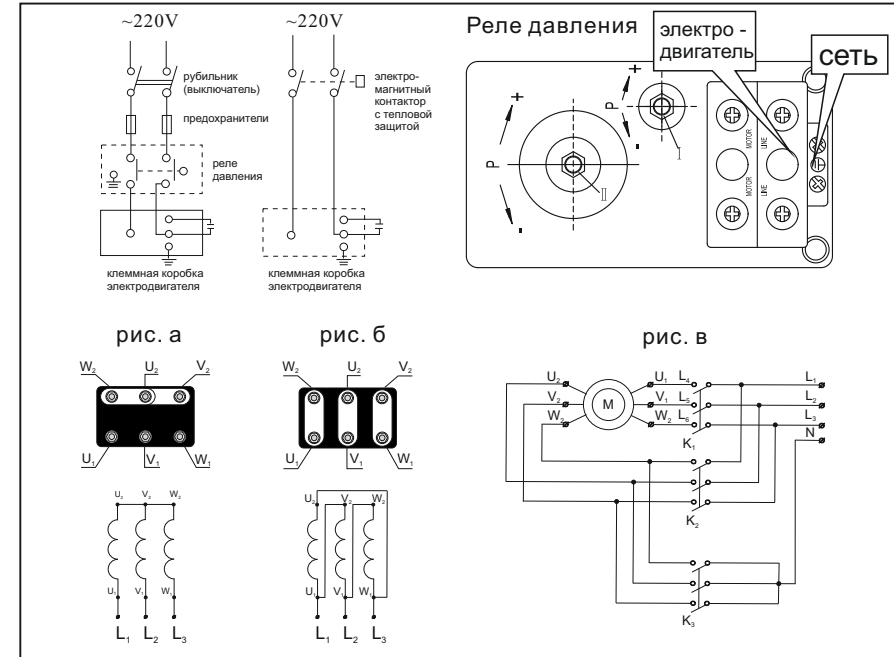 ~220V
~220V
рубильник
(выключатель)
предохранители
реле
давления
клеммная коробка
электродвигателя
электро-
магнитный
контактор
с тепловой
защитой
клеммная коробка
электродвигателя
Реле давления
электро -
двигатель
сеть
+
P
-
II
+
P
-
I
MOTOR
LINE
MOTOR
LINE
рис. а
W₂ U₂ V₂
U₁ V₁ W₁
U₃ V₃ W₃
U₁ V₁ W₁
L₁ L₂ L₃
рис. б
W₂ U₂ V₂
U₁ V₁ W₁
U₂ V₂ W₂
U₁ V₁ W₁
L₁ L₂ L₃
рис. в
U₂ U₁ L₄ L₁
V₂ M V₁ L₅ L₂
W₂ W₂ L₆ L₃
K₁ N
K₂
K₃